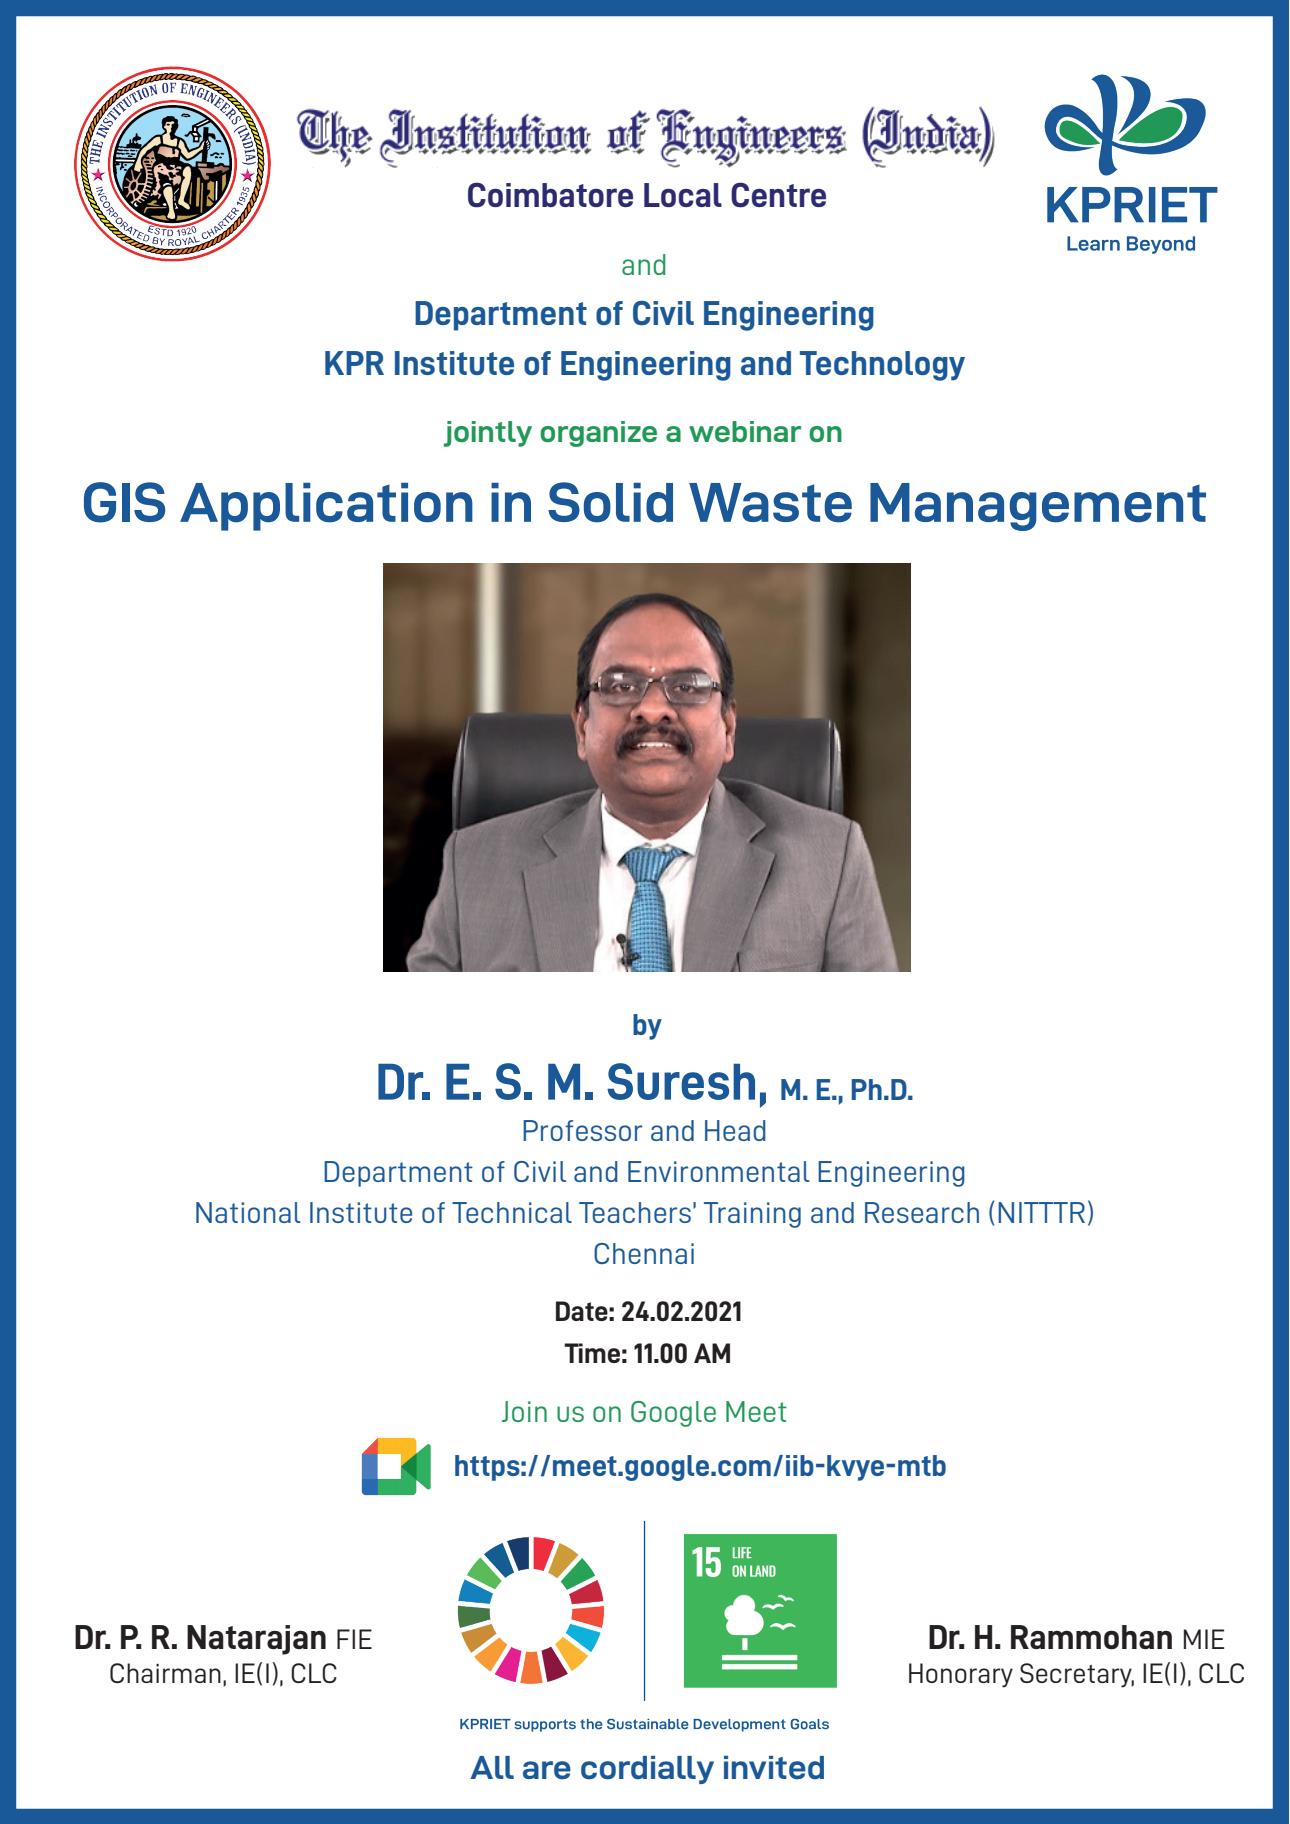 THE INSTITUTION OF ENGINEERS (INDIA)
ESTD 1920
INCORPORATED BY ROYAL CHARTER 1935
The Institution of Engineers (India)
Coimbatore Local Centre
KPRIET
Learn Beyond
and
Department of Civil Engineering
KPR Institute of Engineering and Technology
jointly organize a webinar on
GIS Application in Solid Waste Management
by
Dr. E. S. M. Suresh, M. E., Ph.D.
Professor and Head
Department of Civil and Environmental Engineering
National Institute of Technical Teachers' Training and Research (NITTTR)
Chennai
Date: 24.02.2021
Time: 11.00 AM
Join us on Google Meet
https://meet.google.com/iib-kvye-mtb
15 LIFE
ON LAND
Dr. P. R. Natarajan FIE
Chairman, IE(I), CLC
Dr. H. Rammohan MIE
Honorary Secretary, IE(I), CLC
KPRIET supports the Sustainable Development Goals
All are cordially invited